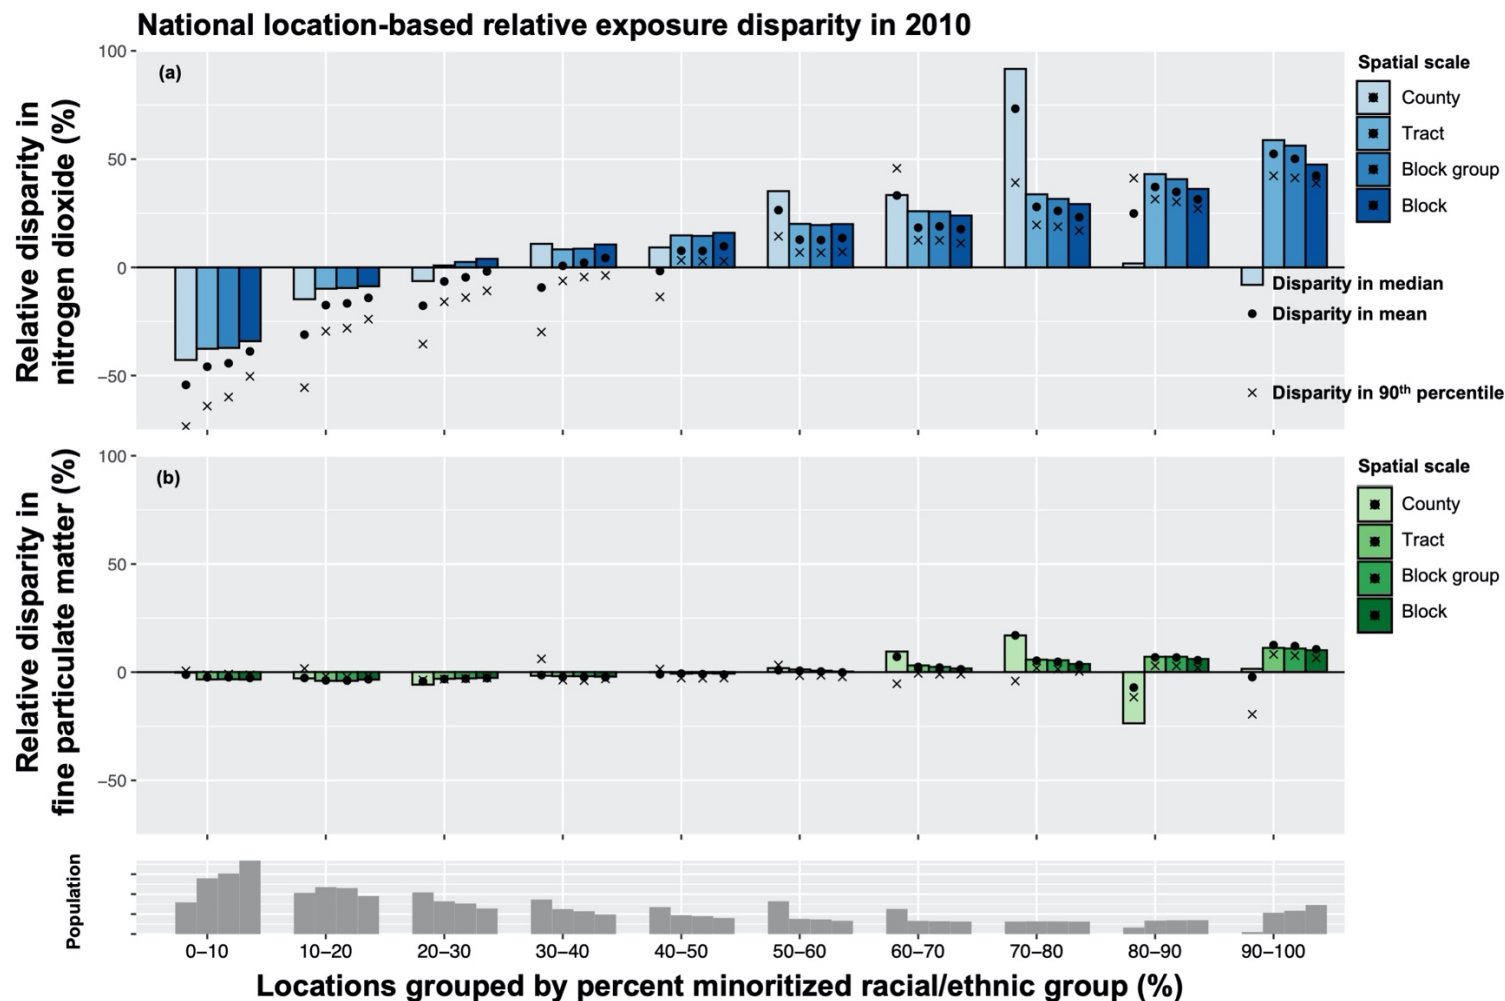 National location-based relative exposure disparity in 2010
Relative disparity in
nitrogen dioxide (%)
100
50
0
−50
(a)
Spatial scale
County
Tract
Block group
Block
Disparity in median
Disparity in mean
Disparity in 90th percentile
Relative disparity in
fine particulate matter (%)
100
50
0
−50
(b)
Spatial scale
County
Tract
Block group
Block
Population
0−10 10−20 20−30 30−40 40−50 50−60 60−70 70−80 80−90 90−100
Locations grouped by percent minoritized racial/ethnic group (%)